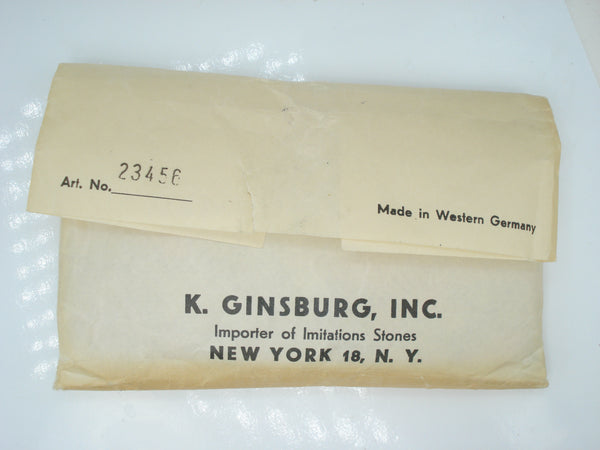 Art. No. 23456
Made in Western Germany
K. GINSBURG, INC.
Importer of Imitations Stones
NEW YORK 18, N. Y.